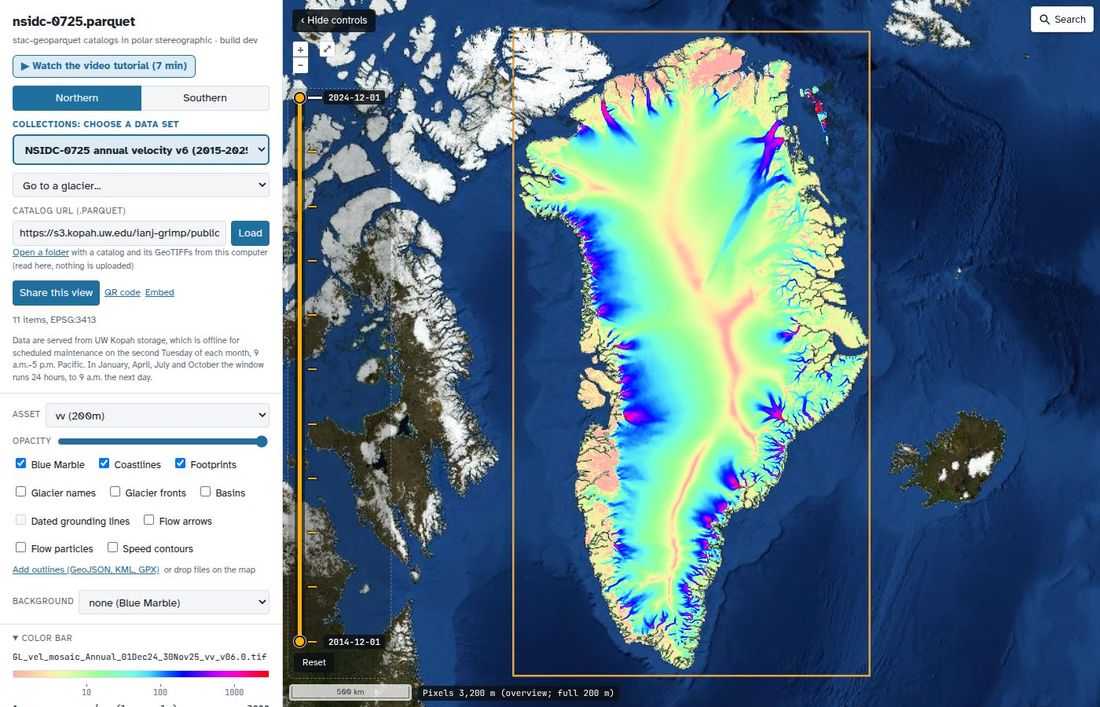 nsidc-0725.parquet
stac-geoparquet catalogs in polar stereographic · build dev
▶ Watch the video tutorial (7 min)
Northern
Southern
COLLECTIONS: CHOOSE A DATA SET
NSIDC-0725 annual velocity v6 (2015-2025
Go to a glacier...
CATALOG URL (.PARQUET)
https://s3.kopah.uw.edu/ianj-grimp/public
Load
Open a folder with a catalog and its GeoTIFFs from this computer
(read here, nothing is uploaded)
Share this view
QR code
Embed
11 items, EPSG:3413
Data are served from UW Kopah storage, which is offline for
scheduled maintenance on the second Tuesday of each month, 9
a.m.–5 p.m. Pacific. In January, April, July and October the window
runs 24 hours, to 9 a.m. the next day.
ASSET
vv (200m)
OPACITY
Blue Marble
Coastlines
Footprints
Glacier names
Glacier fronts
Basins
Dated grounding lines
Flow arrows
Flow particles
Speed contours
Add outlines (GeoJSON, KML, GPX) or drop files on the map
BACKGROUND
none (Blue Marble)
▼ COLOR BAR
GL_vel_mosaic_Annual_01Dec24_30Nov25_vv_v06.0.tif
10
100
1000
‹ Hide controls
+
−
2024-12-01
2014-12-01
Reset
500 km
Pixels 3,200 m (overview; full 200 m)
Search